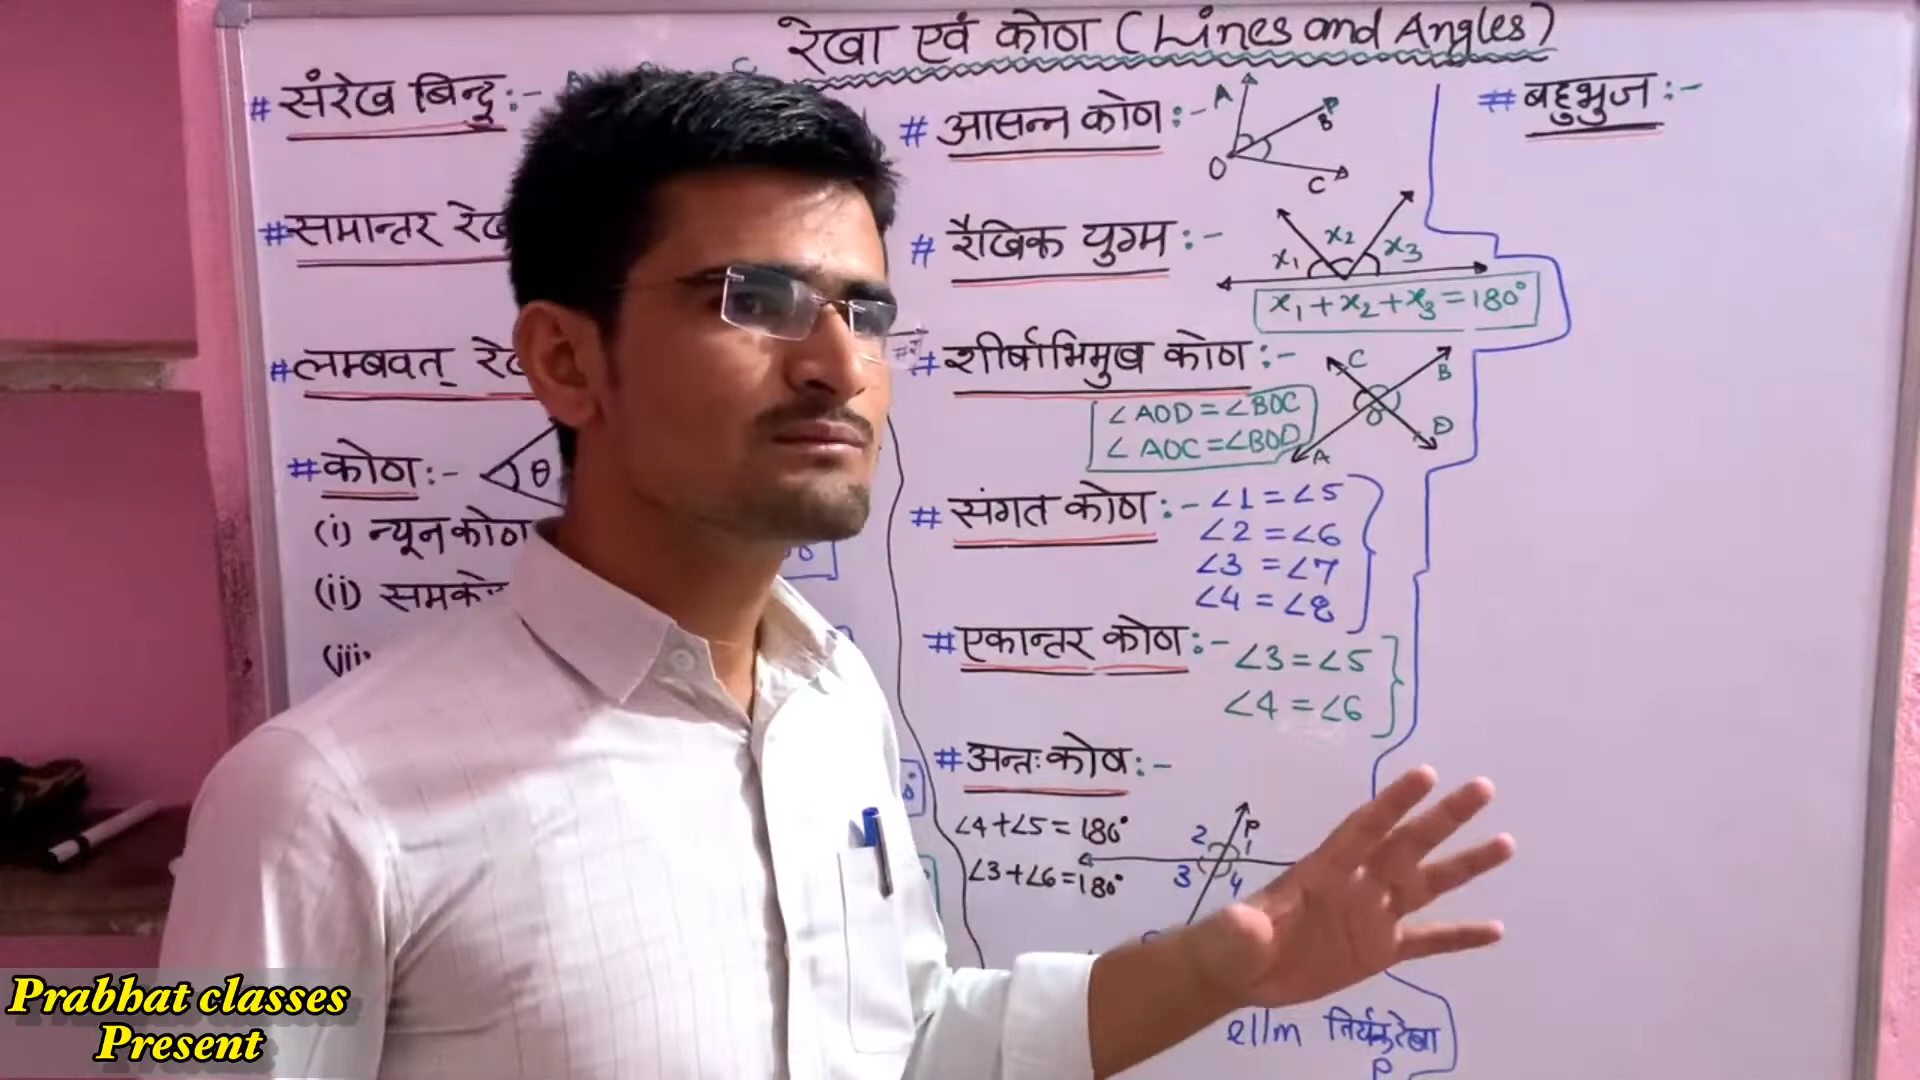 रेखा एवं कोण (Lines and Angles)
# संरेख बिन्दु :-
# समान्तर
# लम्बवत्
# कोण :- θ
(i) न्यून कोण
(ii)
(iii)
# आसन्न कोण :-
A
B
O
C
# रैखिक युग्म :-
x₁ x₂ x₃
x₁ + x₂ + x₃ = 180°
# शीर्षाभिमुख कोण :-
∠AOD = ∠BOC
∠AOC = ∠BOD
C B
O
A D
# संगत कोण :- ∠1 = ∠5
∠2 = ∠6
∠3 = ∠7
∠4 = ∠8
# एकान्तर कोण :- ∠3 = ∠5
∠4 = ∠6
# अन्तः कोण :-
∠4 + ∠5 = 180°
∠3 + ∠6 = 180°
2 1 P
3 4
l||m तिर्यक रेखा
P
# बहुभुज :-
Prabhat classes
Present